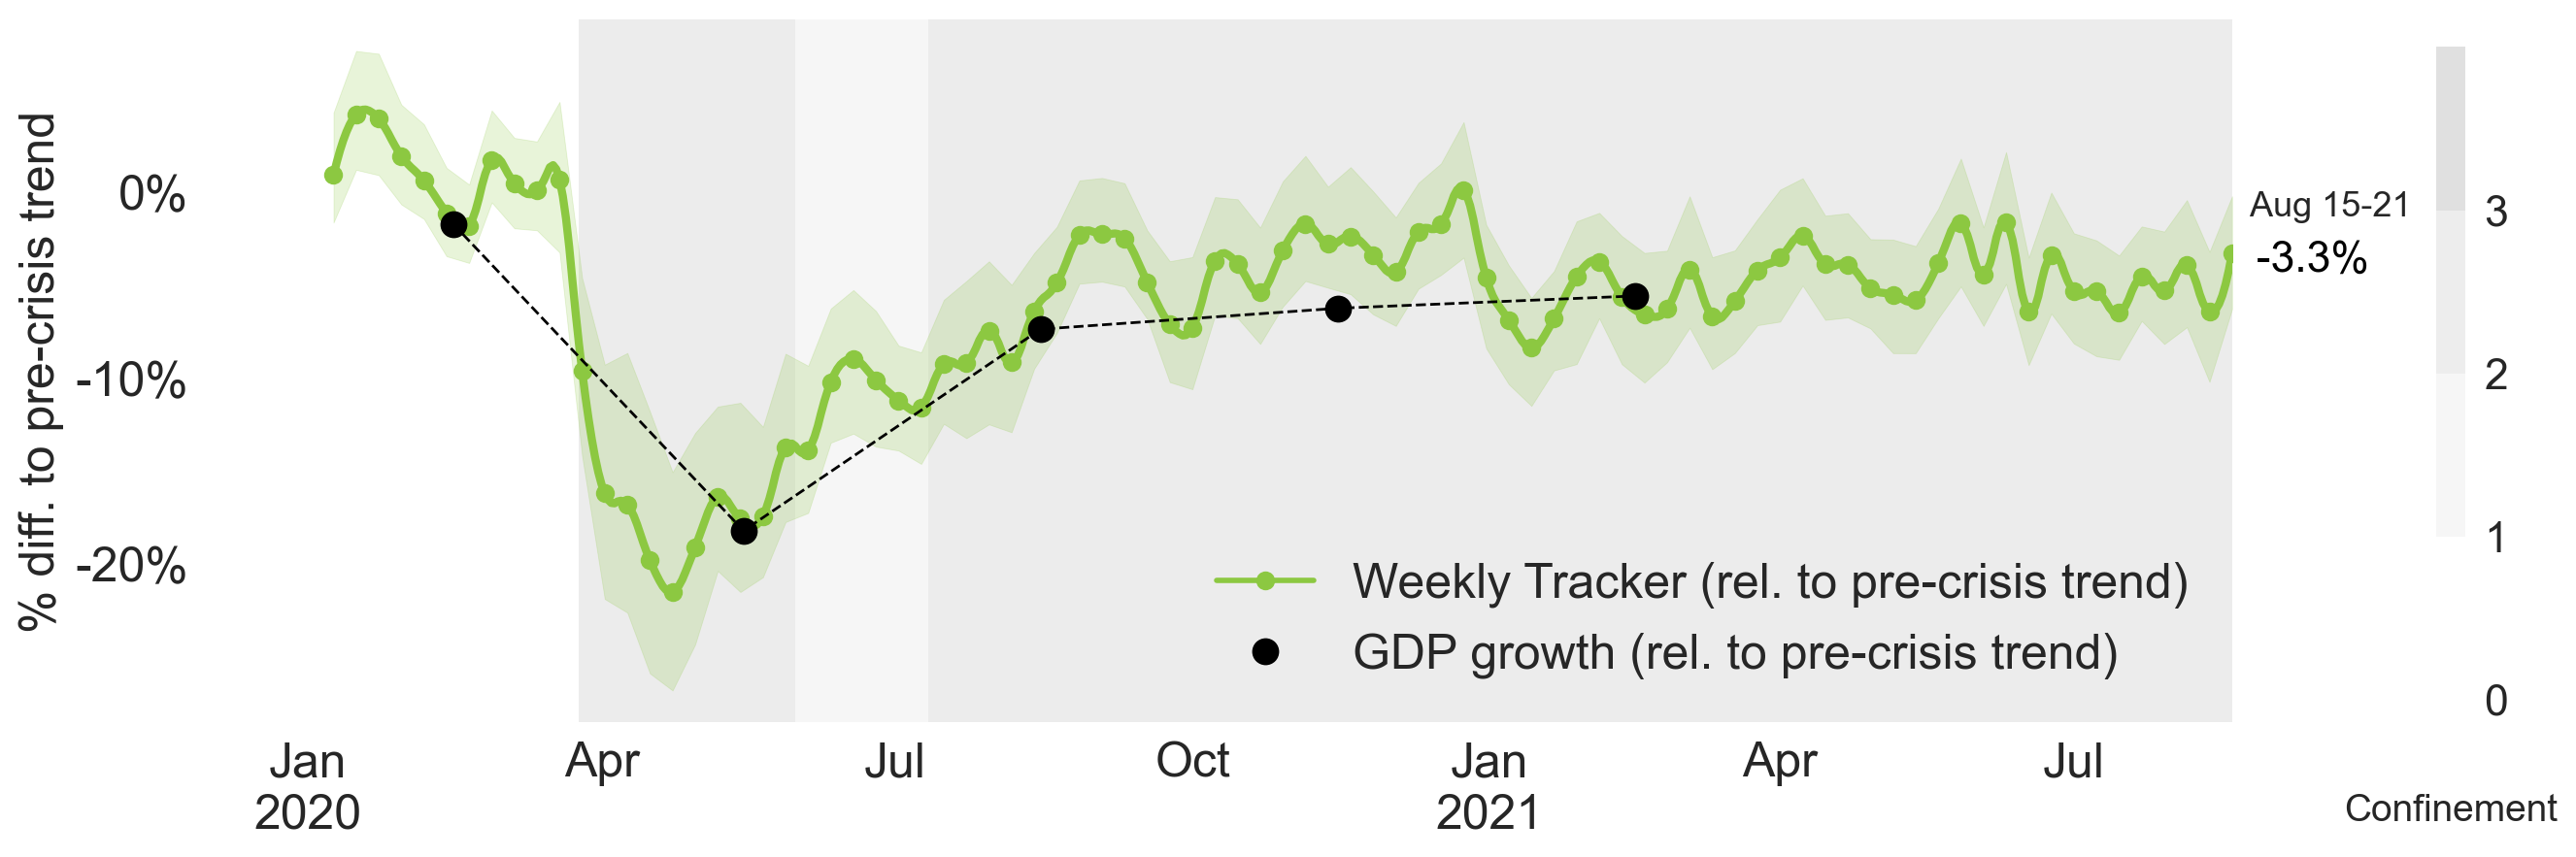 % diff. to pre-crisis trend
0%
-10%
-20%
Jan
2020
Apr
Jul
Oct
Jan
2021
Apr
Jul
Weekly Tracker (rel. to pre-crisis trend)
GDP growth (rel. to pre-crisis trend)
Aug 15-21
-3.3%
3
2
1
0
Confinement